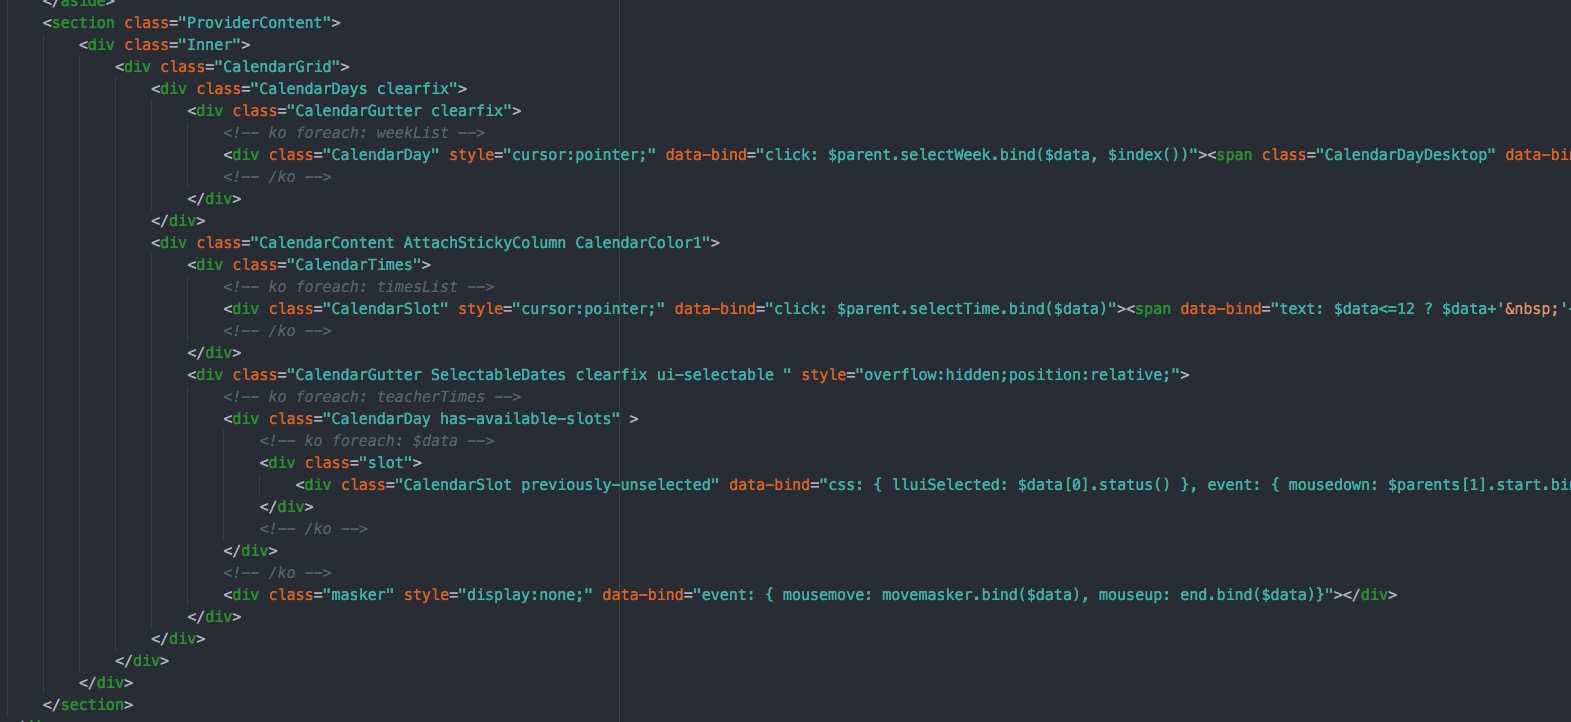 </aside>
<section class="ProviderContent">
<div class="Inner">
<div class="CalendarGrid">
<div class="CalendarDays clearfix">
<div class="CalendarGutter clearfix">
<!-- ko foreach: weekList -->
<div class="CalendarDay" style="cursor:pointer;" data-bind="click: $parent.selectWeek.bind($data, $index())"><span class="CalendarDayDesktop" data-bin
<!-- /ko -->
</div>
</div>
<div class="CalendarContent AttachStickyColumn CalendarColor1">
<div class="CalendarTimes">
<!-- ko foreach: timesList -->
<div class="CalendarSlot" style="cursor:pointer;" data-bind="click: $parent.selectTime.bind($data)"><span data-bind="text: $data<=12 ? $data+'&nbsp;'
<!-- /ko -->
</div>
<div class="CalendarGutter SelectableDates clearfix ui-selectable " style="overflow:hidden;position:relative;">
<!-- ko foreach: teacherTimes -->
<div class="CalendarDay has-available-slots" >
<!-- ko foreach: $data -->
<div class="slot">
<div class="CalendarSlot previously-unselected" data-bind="css: { lluiSelected: $data[0].status() }, event: { mousedown: $parents[1].start.bin
</div>
<!-- /ko -->
</div>
<!-- /ko -->
<div class="masker" style="display:none;" data-bind="event: { mousemove: movemasker.bind($data), mouseup: end.bind($data)}"></div>
</div>
</div>
</div>
</div>
</section>